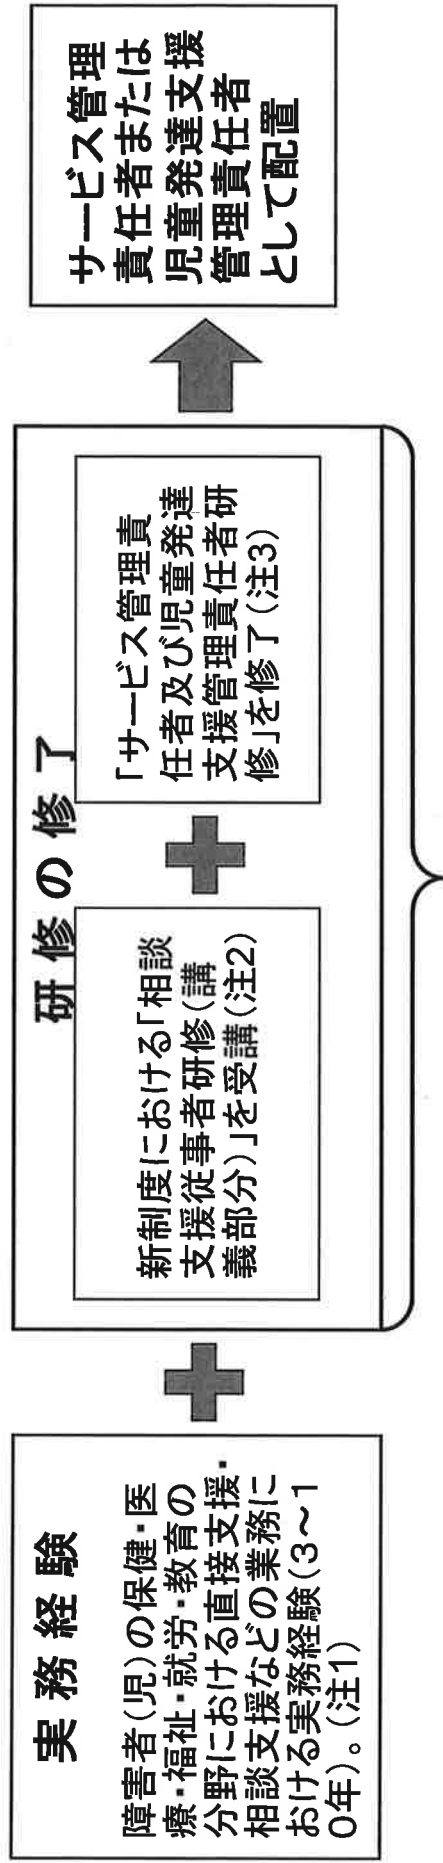 実務経験
障害者(児)の保健・医
療・福祉・就労・教育の
分野における直接支援・
相談支援などの業務に
おける実務経験(3～1
0年)。(注1)
研修の修了
新制度における「相談
支援従事者研修(講
義部分)」を受講(注2)
「サービス管理責
任者及び児童発達
支援管理責任者研
修」を修了(注3)
サービス管理
責任者または
児童発達支援
管理責任者
として配置